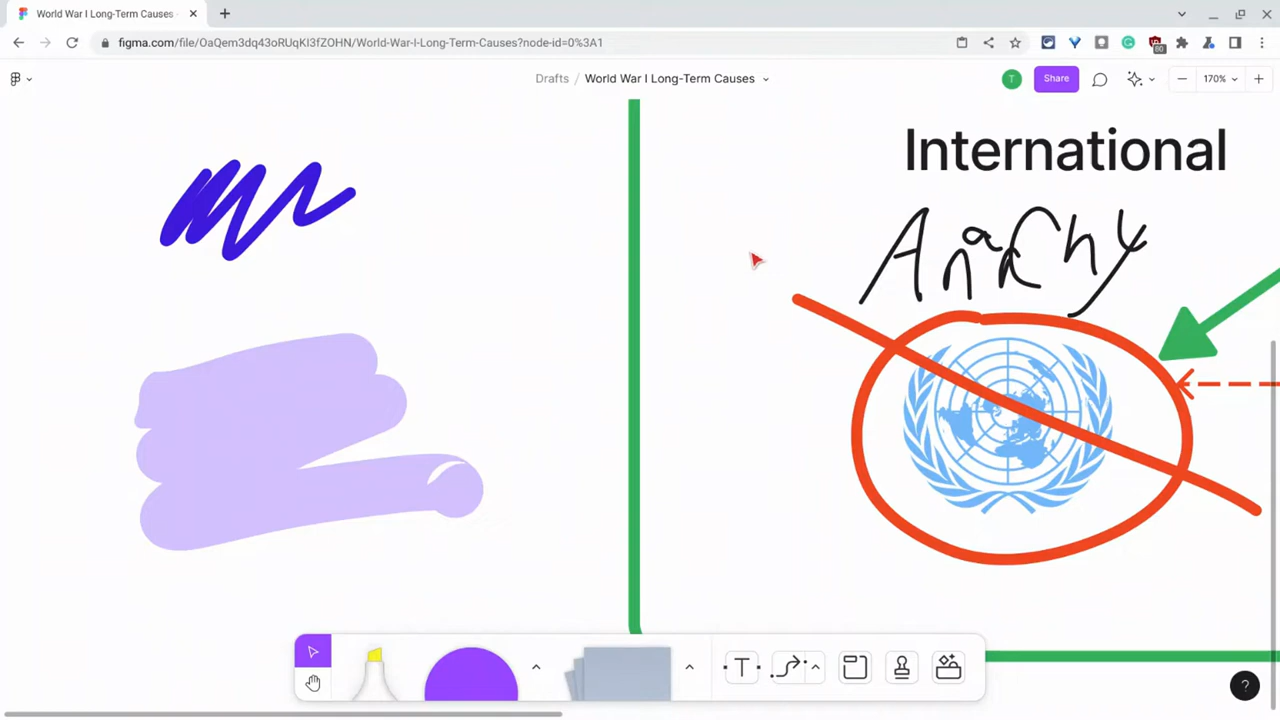 World War I Long-Term Causes -
figma.com/file/OaQem3dq43oRUqKI3fZOHN/World-War-I-Long-Term-Causes?node-id=0%3A1
80
Drafts / World War I Long-Term Causes
T
Share
170%
International
Anarchy
T
?